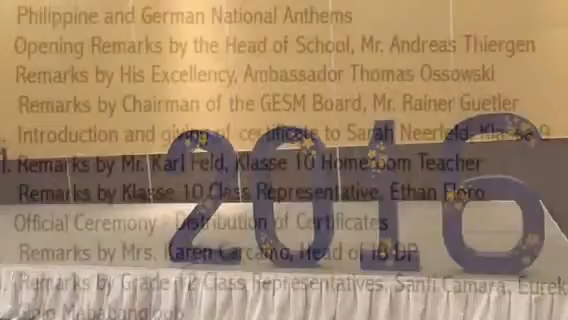 Philippine and German National Anthems
Opening Remarks by the Head of School, Mr. Andreas Thiergen
Remarks by His Excellency, Ambassador Thomas Ossowski
Remarks by Chairman of the GESM Board, Mr. Rainer Guetler
Introduction and giving of certificate to Sarah Neerfeld, Klasse 9
Remarks by Mr. Karl Feld, Klasse 10 Homeroom Teacher
Remarks by Klasse 10 Class Representative, Ethan Floro
Official Ceremony - Distribution of Certificates
Remarks by Mrs. Karen Carcamo, Head of IB DP
Remarks by Grade 12 Class Representatives, Santi Camara,
2016